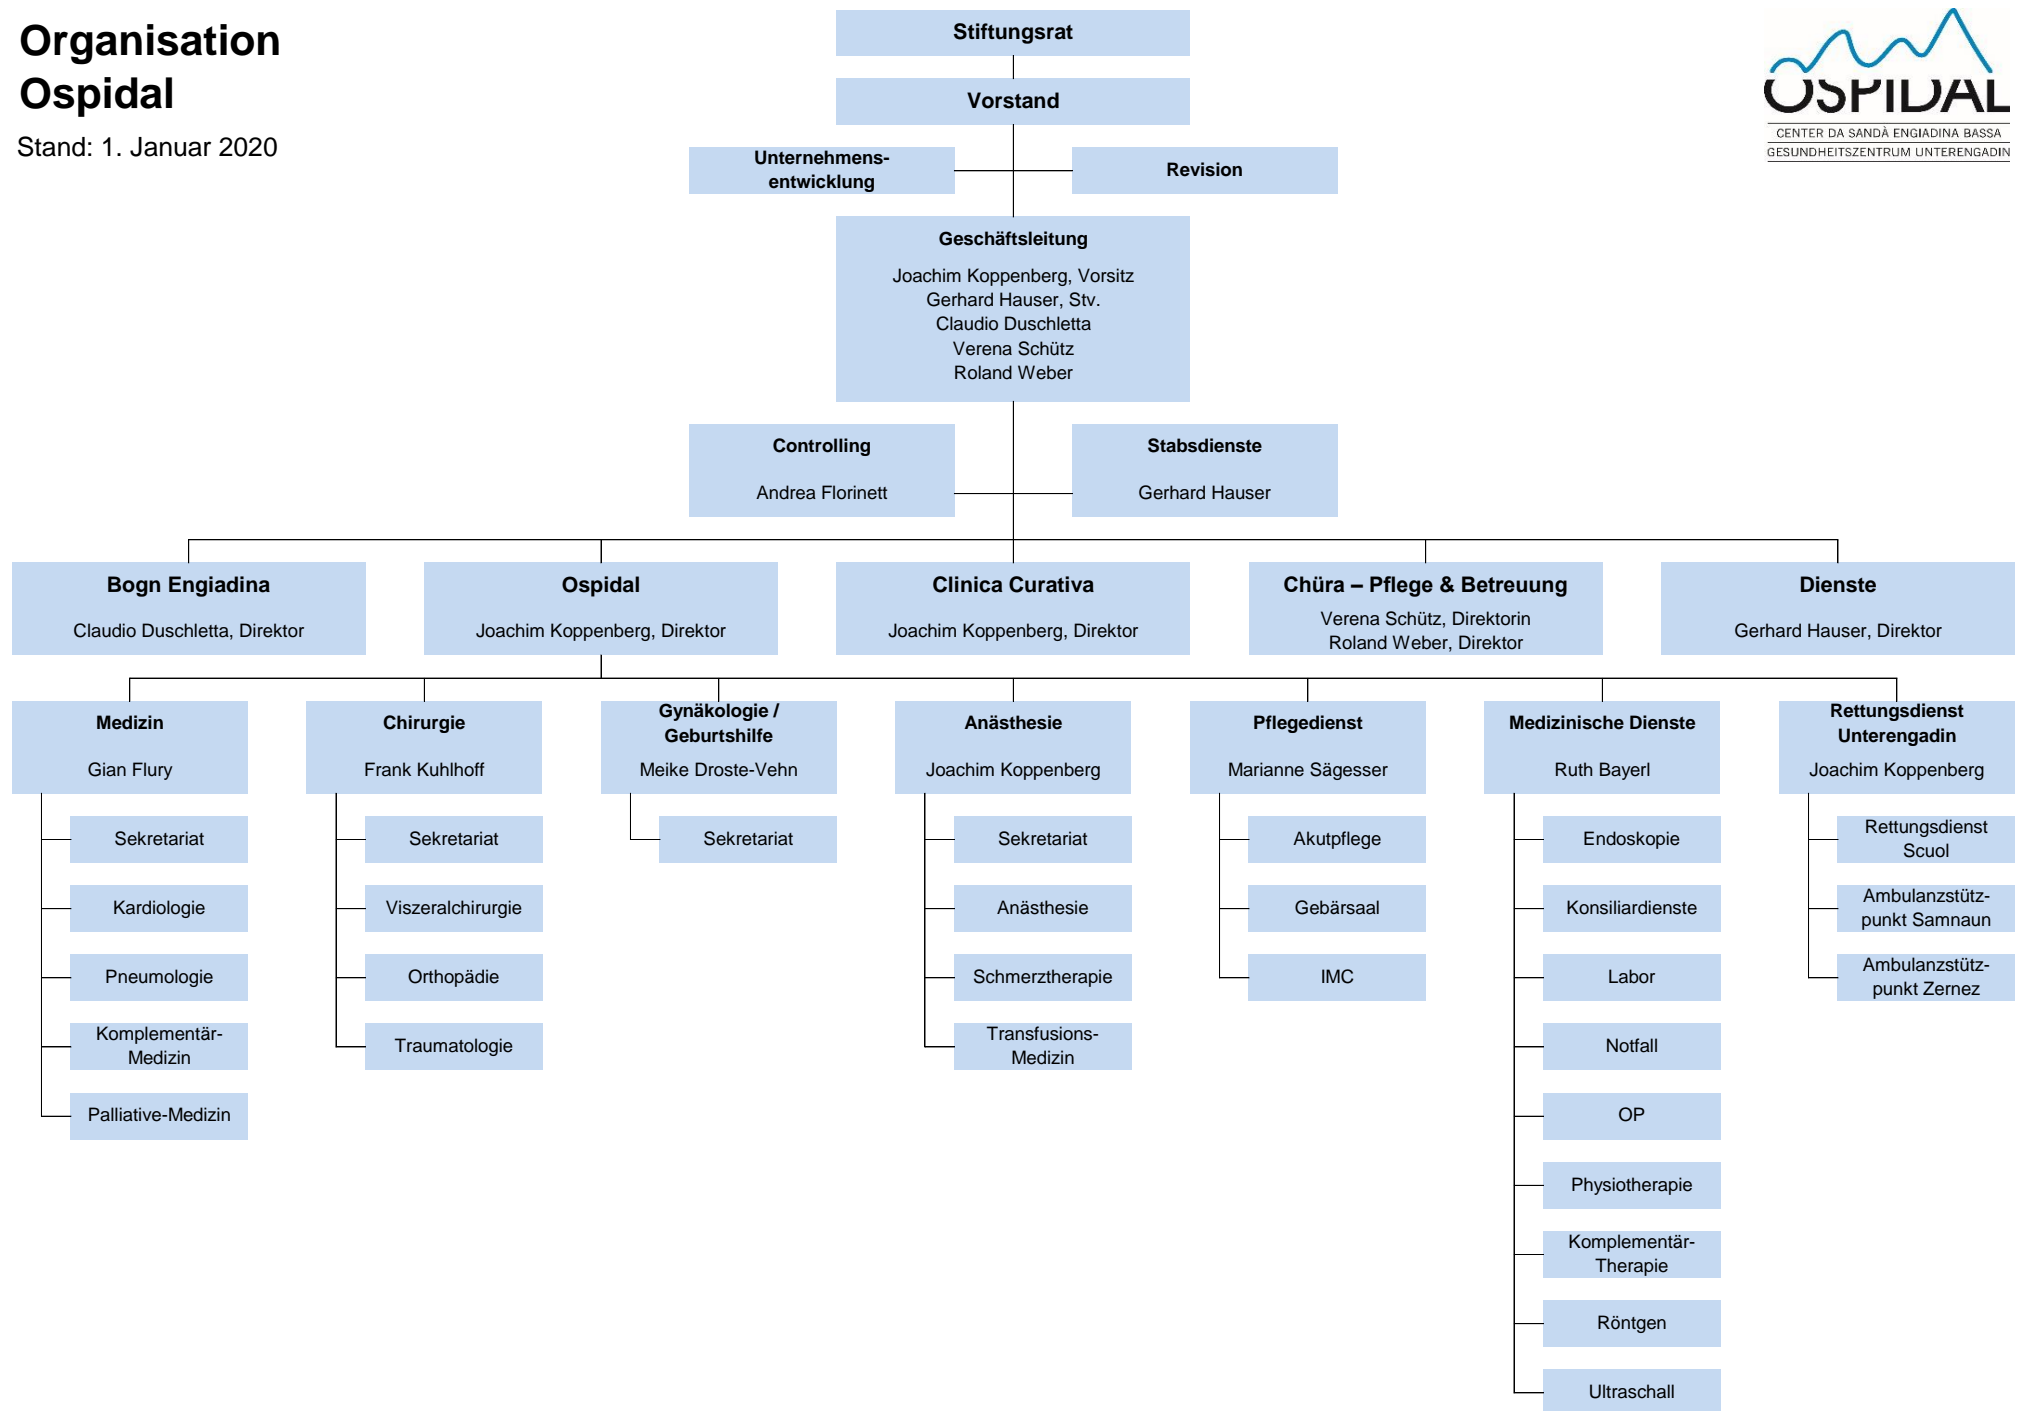 Organisation
Ospidal
Stand: 1. Januar 2020
OSPIDAL
CENTER DA SANDÀ ENGIADINA BASSA
GESUNDHEITSZENTRUM UNTERENGADIN
Stiftungsrat
Vorstand
Unternehmens-
entwicklung
Revision
Geschäftsleitung
Joachim Koppenberg, Vorsitz
Gerhard Hauser, Stv.
Claudio Duschletta
Verena Schütz
Roland Weber
Controlling
Andrea Florinett
Stabsdienste
Gerhard Hauser
Bogn Engiadina
Claudio Duschletta, Direktor
Ospidal
Joachim Koppenberg, Direktor
Clinica Curativa
Joachim Koppenberg, Direktor
Chüra – Pflege & Betreuung
Verena Schütz, Direktorin
Roland Weber, Direktor
Dienste
Gerhard Hauser, Direktor
Medizin
Gian Flury
Sekretariat
Kardiologie
Pneumologie
Komplementär-
Medizin
Palliative-Medizin
Chirurgie
Frank Kuhlhoff
Sekretariat
Viszeralchirurgie
Orthopädie
Traumatologie
Gynäkologie /
Geburtshilfe
Meike Droste-Vehn
Sekretariat
Anästhesie
Joachim Koppenberg
Sekretariat
Anästhesie
Schmerztherapie
Transfusions-
Medizin
Pflegedienst
Marianne Sägesser
Akutpflege
Gebärsaal
IMC
Medizinische Dienste
Ruth Bayerl
Endoskopie
Konsiliardienste
Labor
Notfall
OP
Physiotherapie
Komplementär-
Therapie
Röntgen
Ultraschall
Rettungsdienst
Unterengadin
Joachim Koppenberg
Rettungsdienst
Scuol
Ambulanzstütz-
punkt Samnaun
Ambulanzstütz-
punkt Zernez